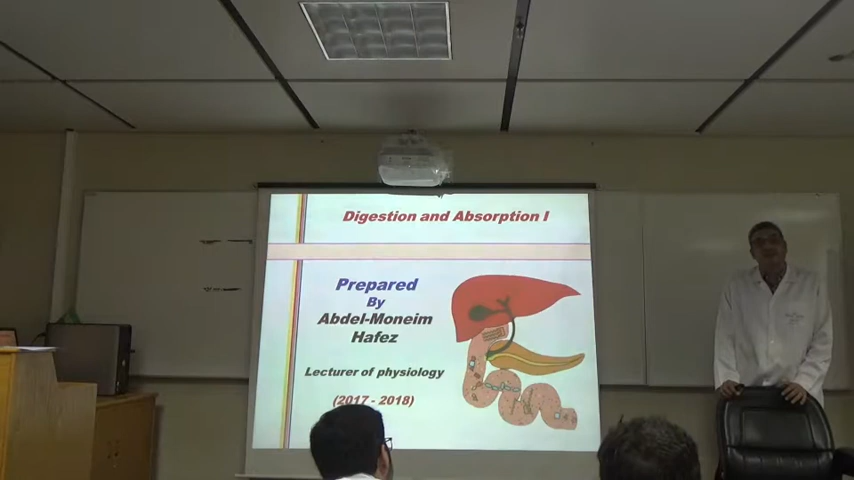 Digestion and Absorption I
Prepared
By
Abdel-Moneim
Hafez
Lecturer of physiology
(2017 - 2018)